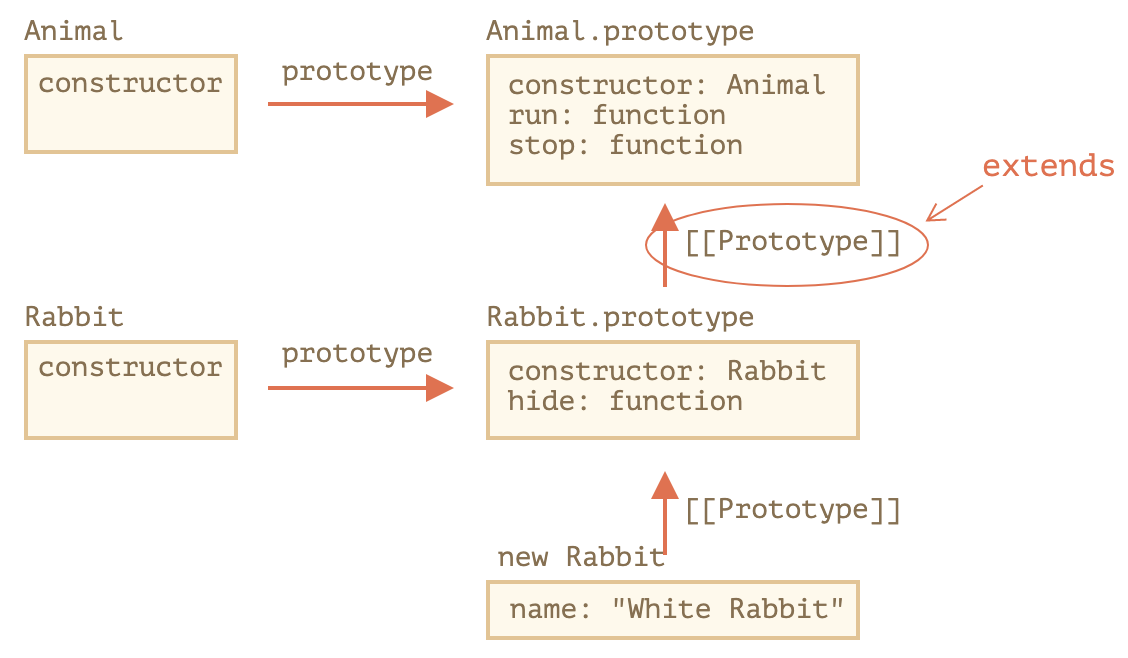 Animal
constructor
prototype
Animal.prototype
constructor: Animal
run: function
stop: function
extends
[[Prototype]]
Rabbit
constructor
prototype
Rabbit.prototype
constructor: Rabbit
hide: function
[[Prototype]]
new Rabbit
name: "White Rabbit"